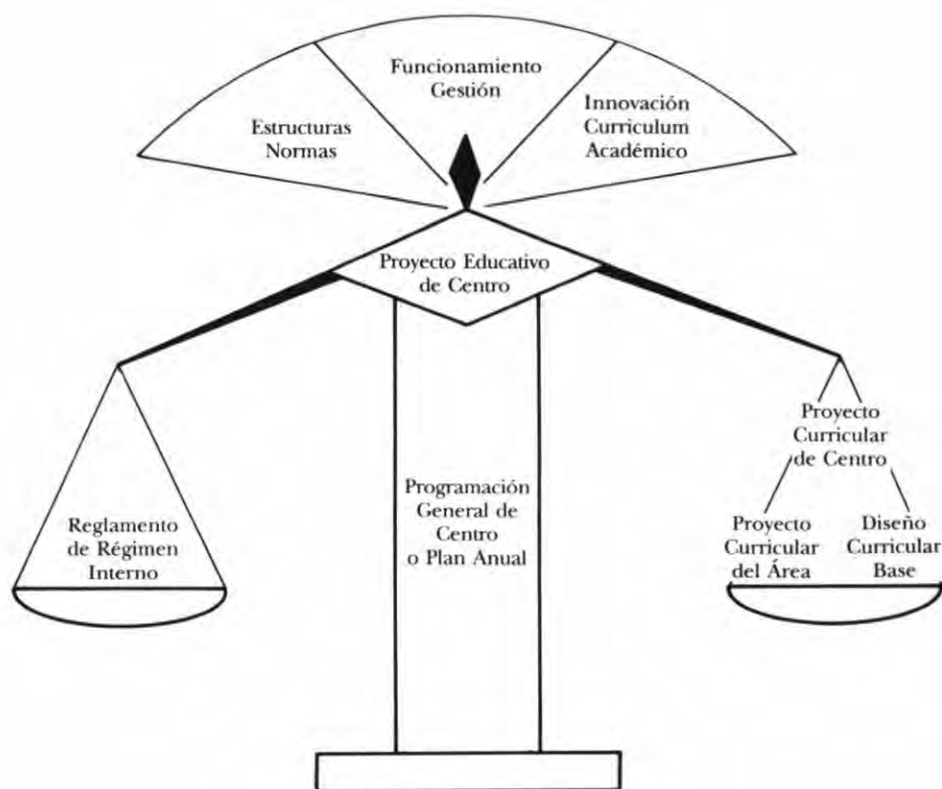 Funcionamiento
Gestión
Estructuras
Normas
Innovación
Curriculum
Académico
Proyecto Educativo
de Centro
Reglamento
de Régimen
Interno
Programación
General de
Centro
o Plan Anual
Proyecto
Curricular
de Centro
Proyecto
Curricular
del Área
Diseño
Curricular
Base